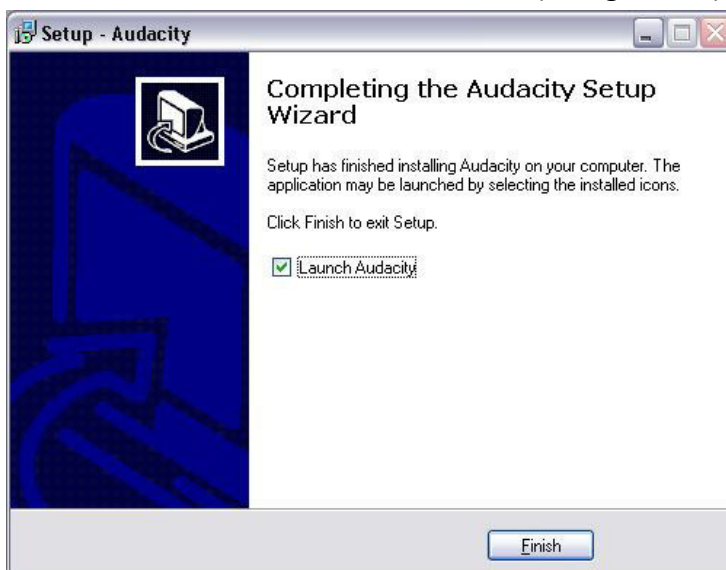 Setup - Audacity
Completing the Audacity Setup
Wizard
Setup has finished installing Audacity on your computer. The
application may be launched by selecting the installed icons.
Click Finish to exit Setup.
Launch Audacity
Finish